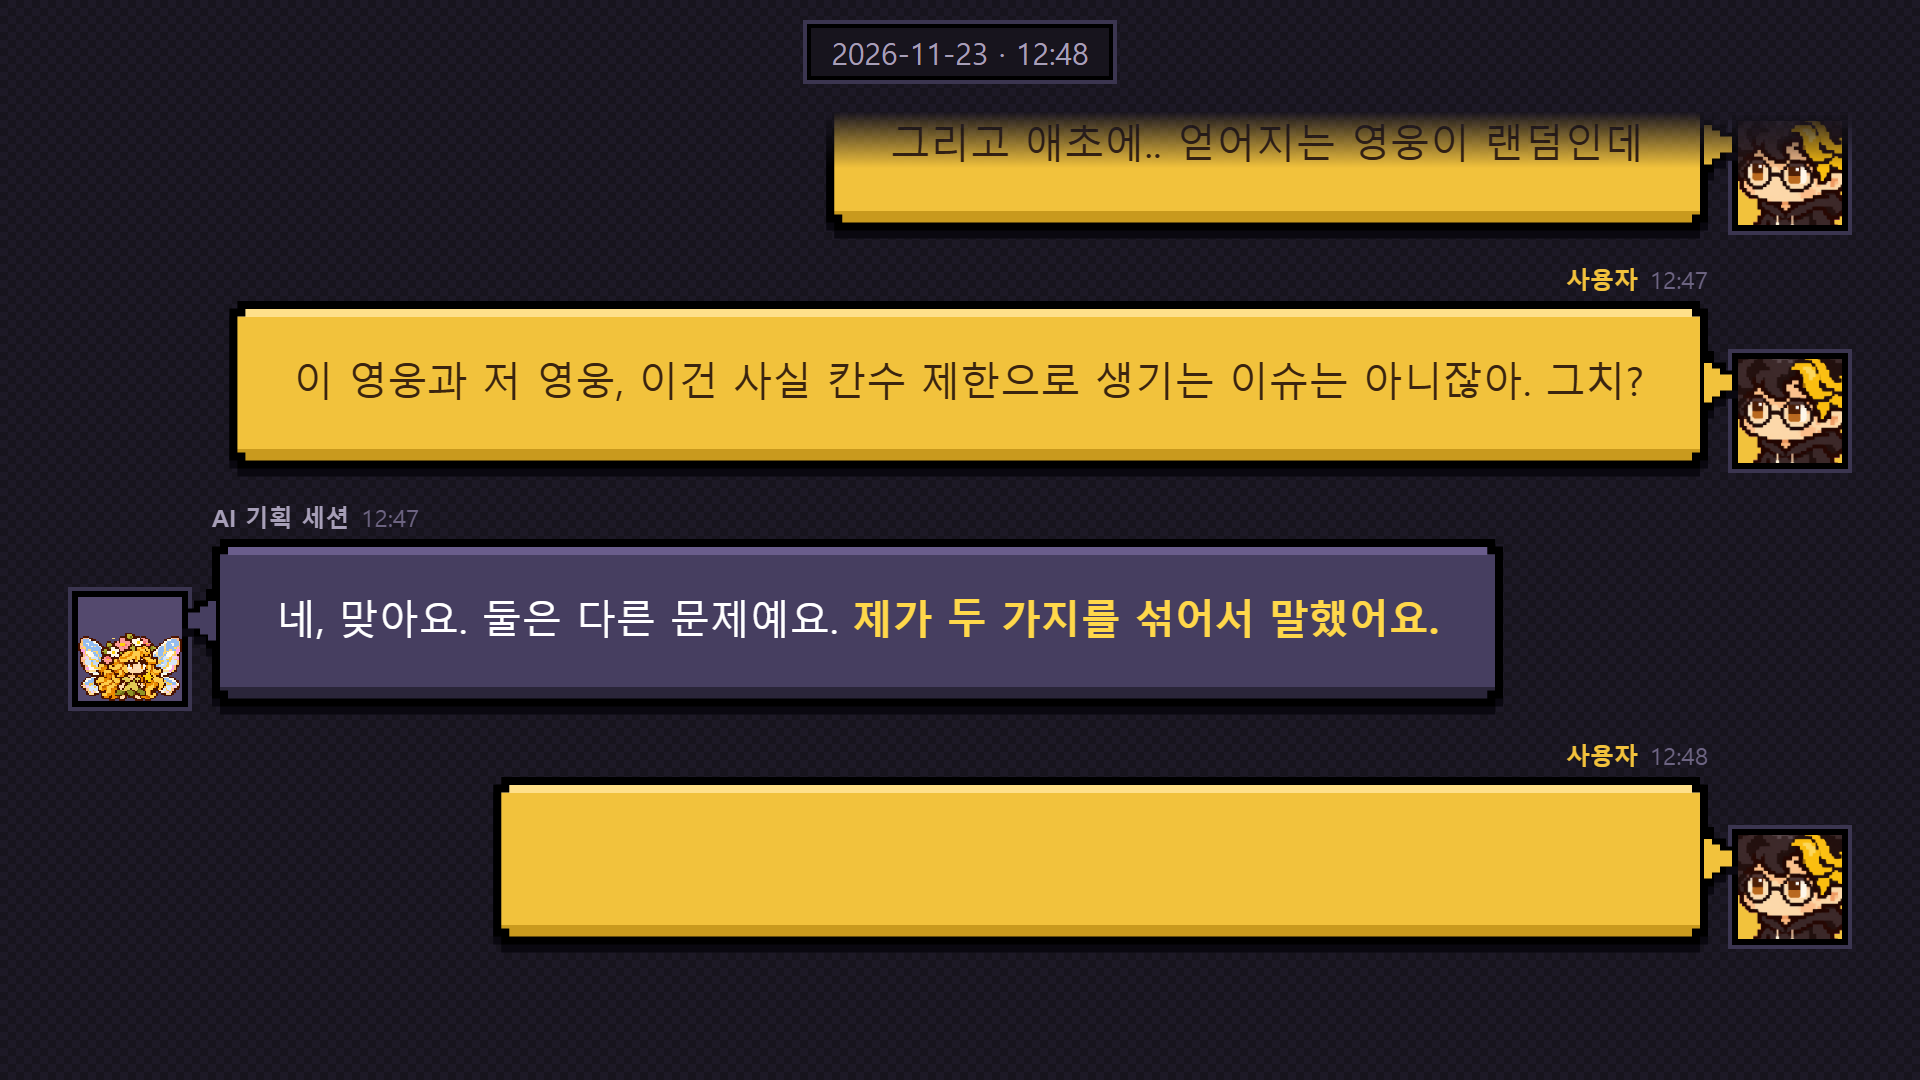 2026-11-23 · 12:48
그리고 애초에.. 얻어지는 영웅이 랜덤인데
사용자 12:47
이 영웅과 저 영웅, 이건 사실 칸수 제한으로 생기는 이슈는 아니잖아. 그치?
AI 기획 세션 12:47
네, 맞아요. 둘은 다른 문제예요. 제가 두 가지를 섞어서 말했어요.
사용자 12:48